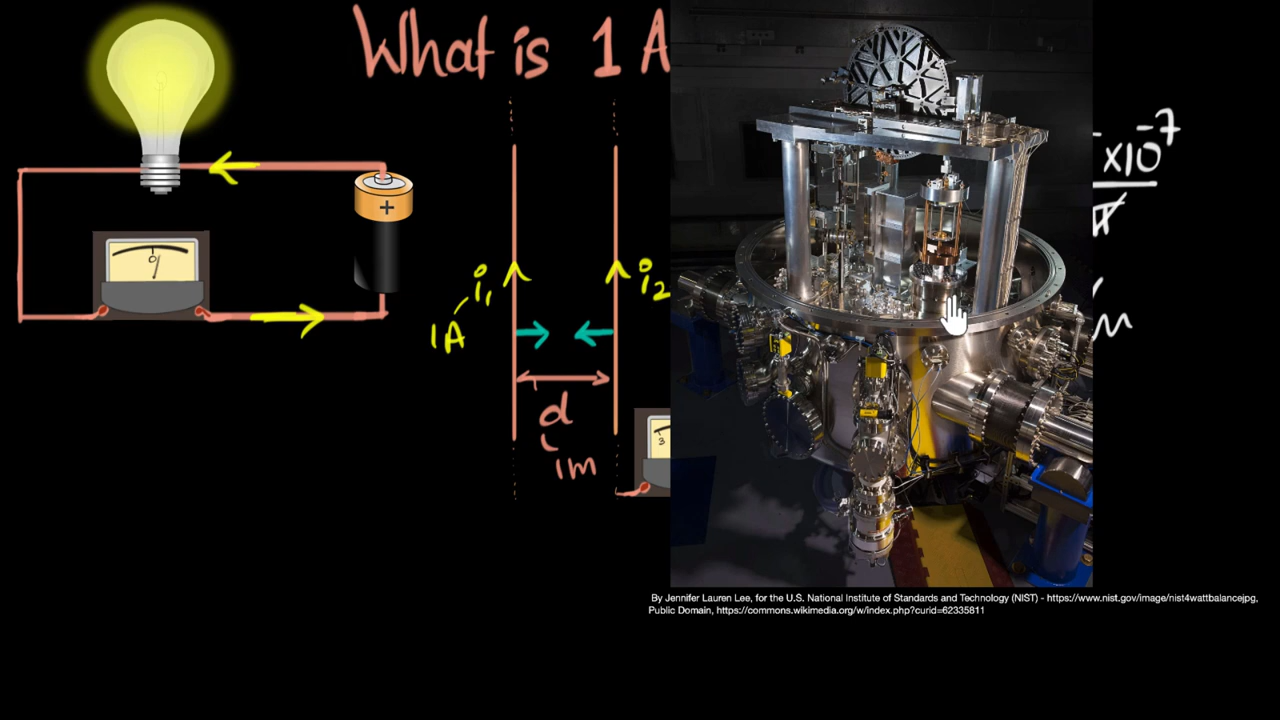 What is 1 A
×10⁻⁷
A
+
i₁
i₂
1A
d
1m
3
m
By Jennifer Lauren Lee, for the U.S. National Institute of Standards and Technology (NIST) - https://www.nist.gov/image/nist4wattbalancejpg,
Public Domain, https://commons.wikimedia.org/w/index.php?curid=62335811